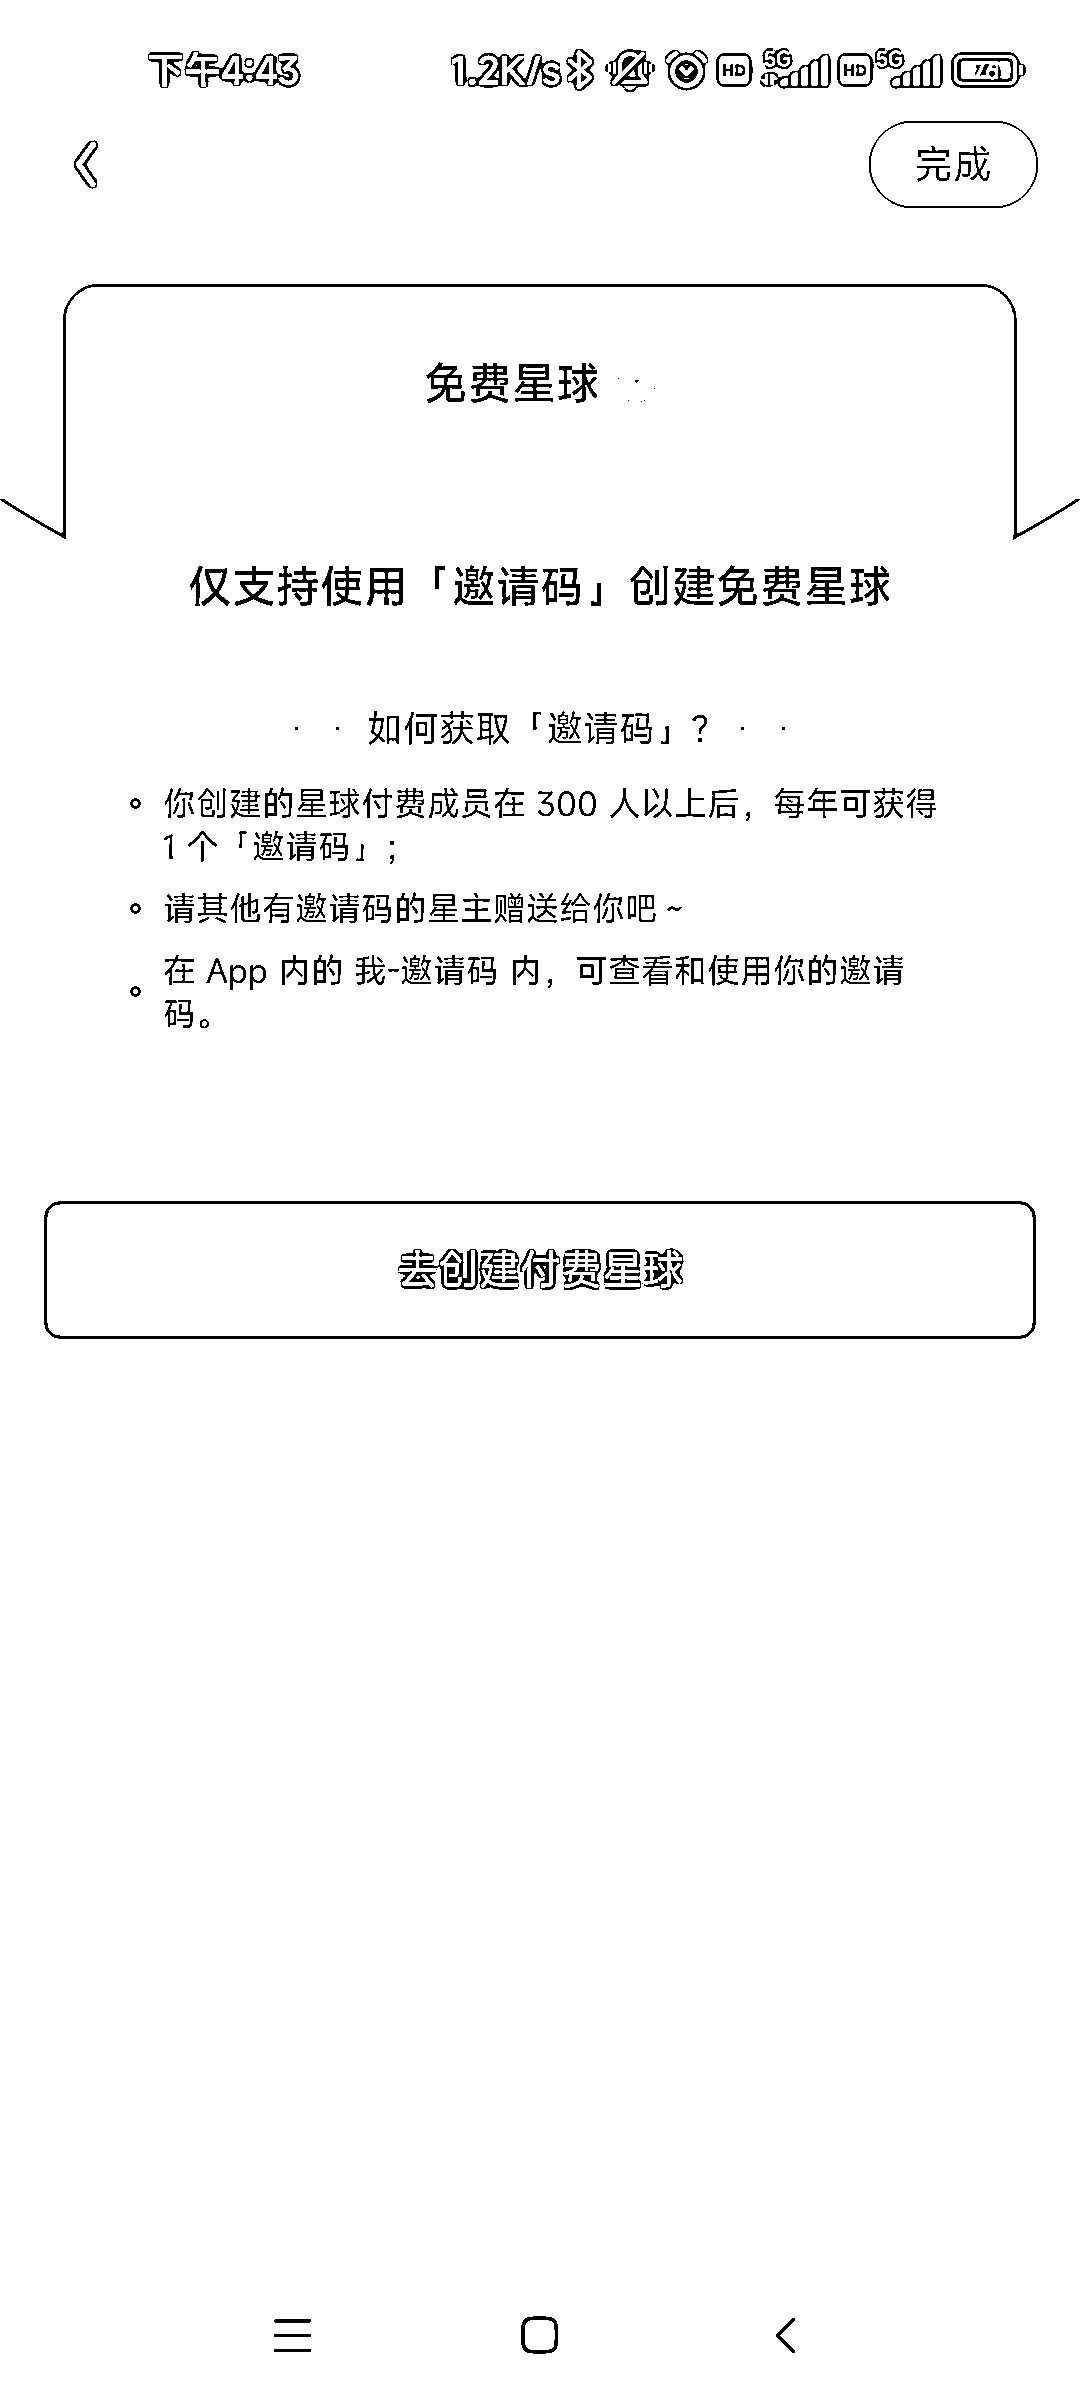 下午4:43 1.2K/s HD 5G HD 5G
完成
免费星球
仅支持使用「邀请码」创建免费星球
如何获取「邀请码」？
你创建的星球付费成员在 300 人以上后，每年可获得
1 个「邀请码」；
请其他有邀请码的星主赠送给你吧 ~
在 App 内的 我-邀请码 内，可查看和使用你的邀请
码。
去创建付费星球